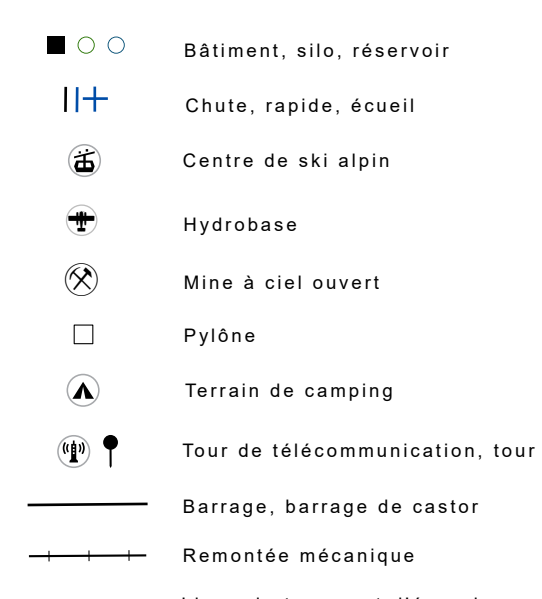 Bâtiment, silo, réservoir
Chute, rapide, écueil
Centre de ski alpin
Hydrobase
Mine à ciel ouvert
Pylône
Terrain de camping
Tour de télécommunication, tour
Barrage, barrage de castor
Remontée mécanique